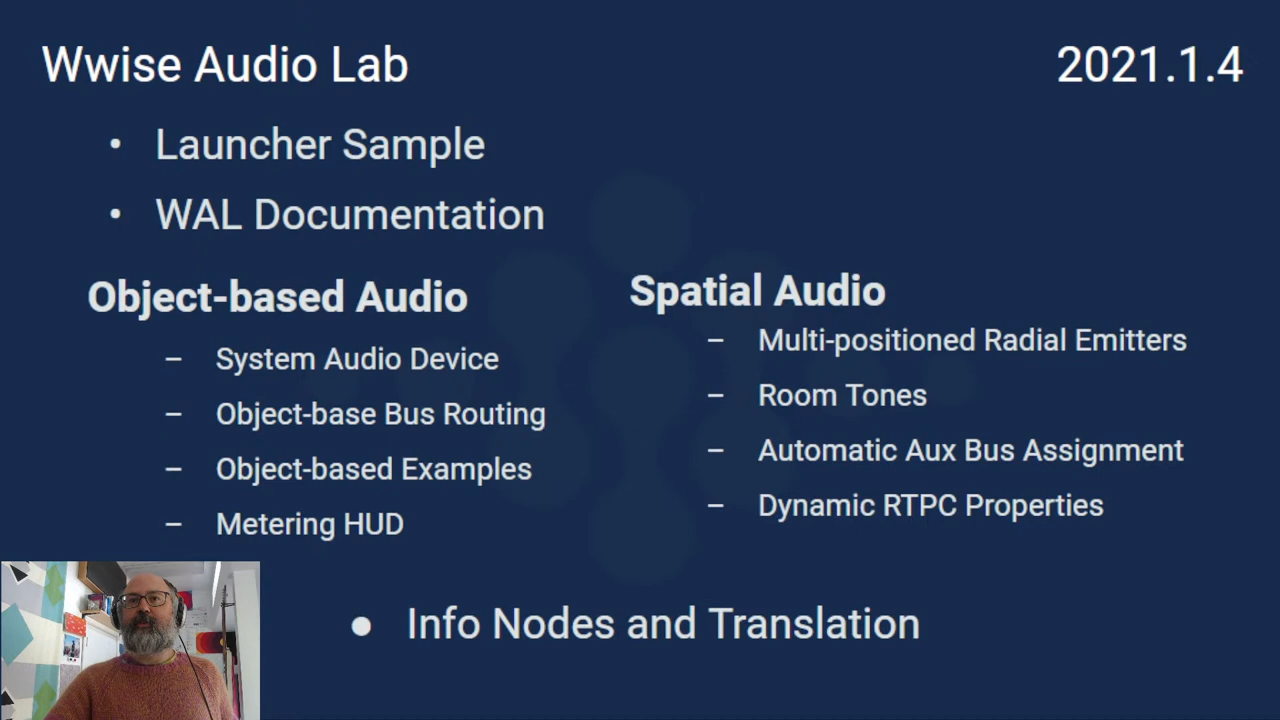 Wwise Audio Lab
2021.1.4
• Launcher Sample
• WAL Documentation
Object-based Audio
– System Audio Device
– Object-base Bus Routing
– Object-based Examples
– Metering HUD
Spatial Audio
– Multi-positioned Radial Emitters
– Room Tones
– Automatic Aux Bus Assignment
– Dynamic RTPC Properties
● Info Nodes and Translation